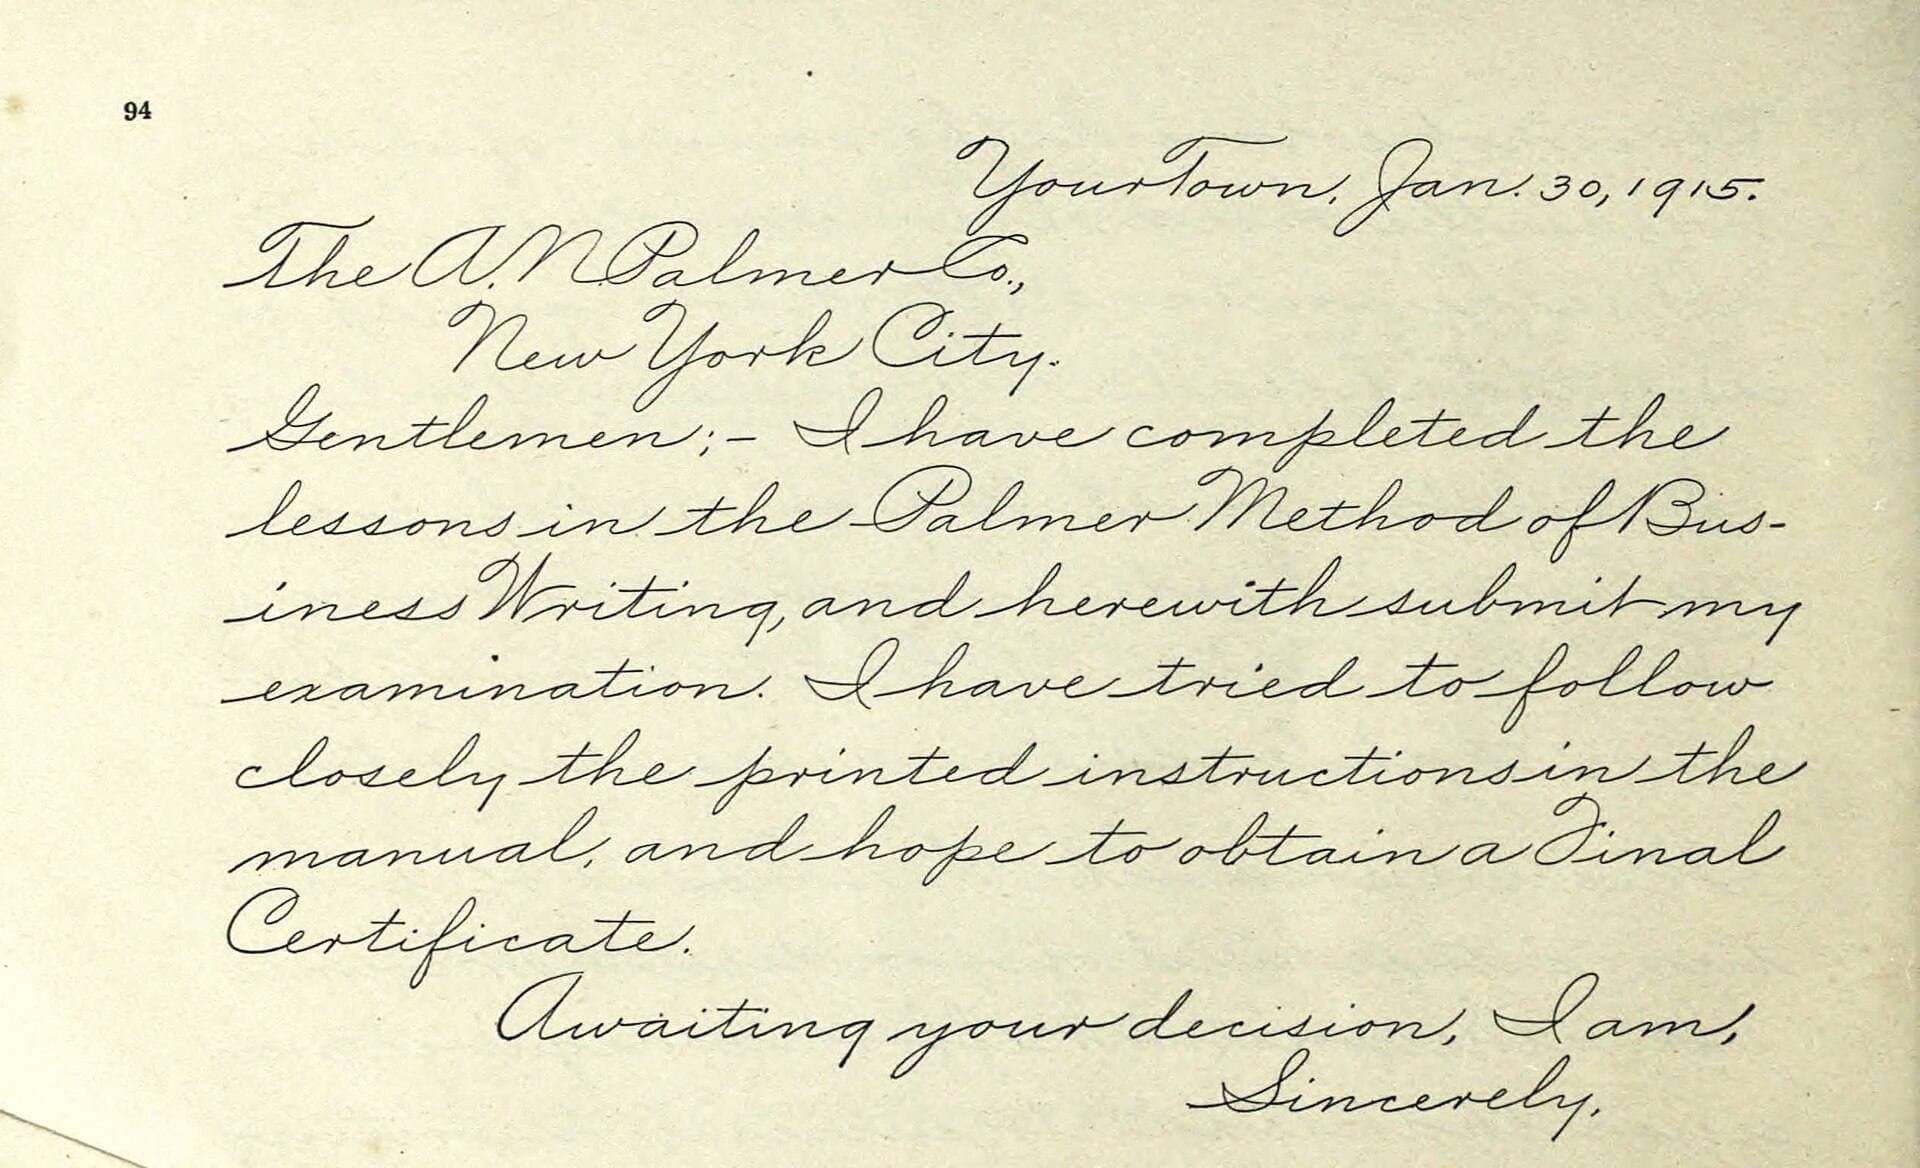 94
Your Town, Jan. 30, 1915.
The A. N. Palmer Co.,
New York City.
Gentlemen;- I have completed the
lessons in the Palmer Method of Bus-
iness Writing, and herewith submit my
examination. I have tried to follow
closely the printed instructions in the
manual, and hope to obtain a Final
Certificate.
Awaiting your decision, I am,
Sincerely,